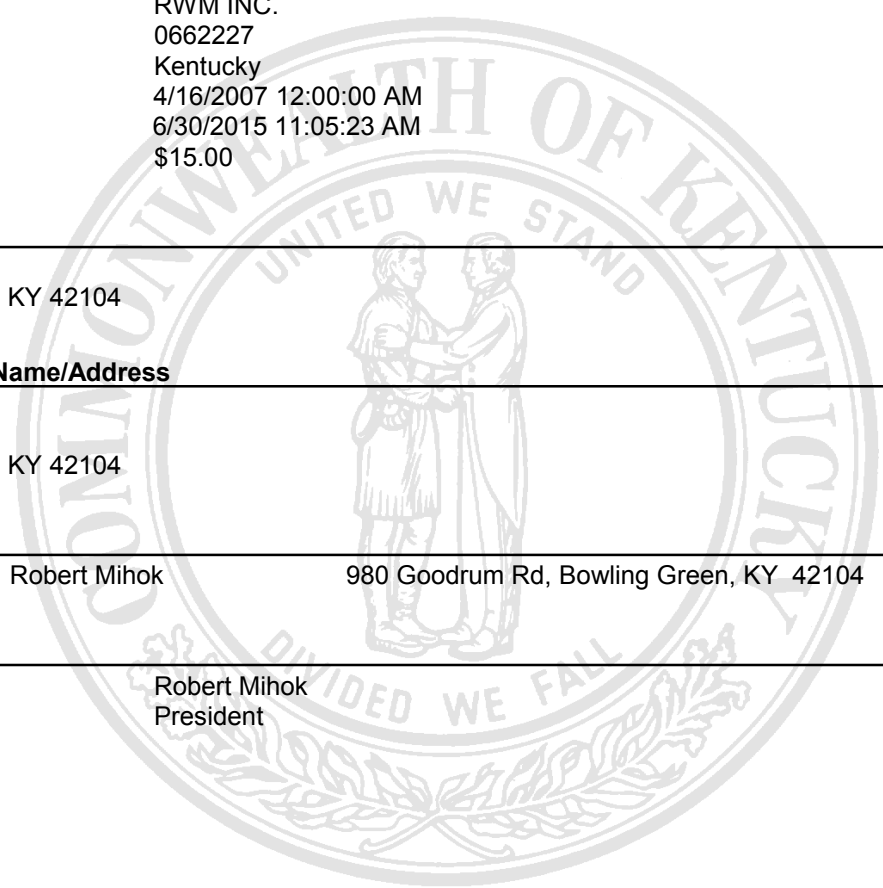 RWM INC.
0662227
Kentucky
4/16/2007 12:00:00 AM
6/30/2015 11:05:23 AM
$15.00
KY 42104
Name/Address
KY 42104
Robert Mihok 980 Goodrum Rd, Bowling Green, KY 42104
Robert Mihok
President
COMMONWEALTH OF KENTUCKY
UNITED WE STAND
DIVIDED WE FALL